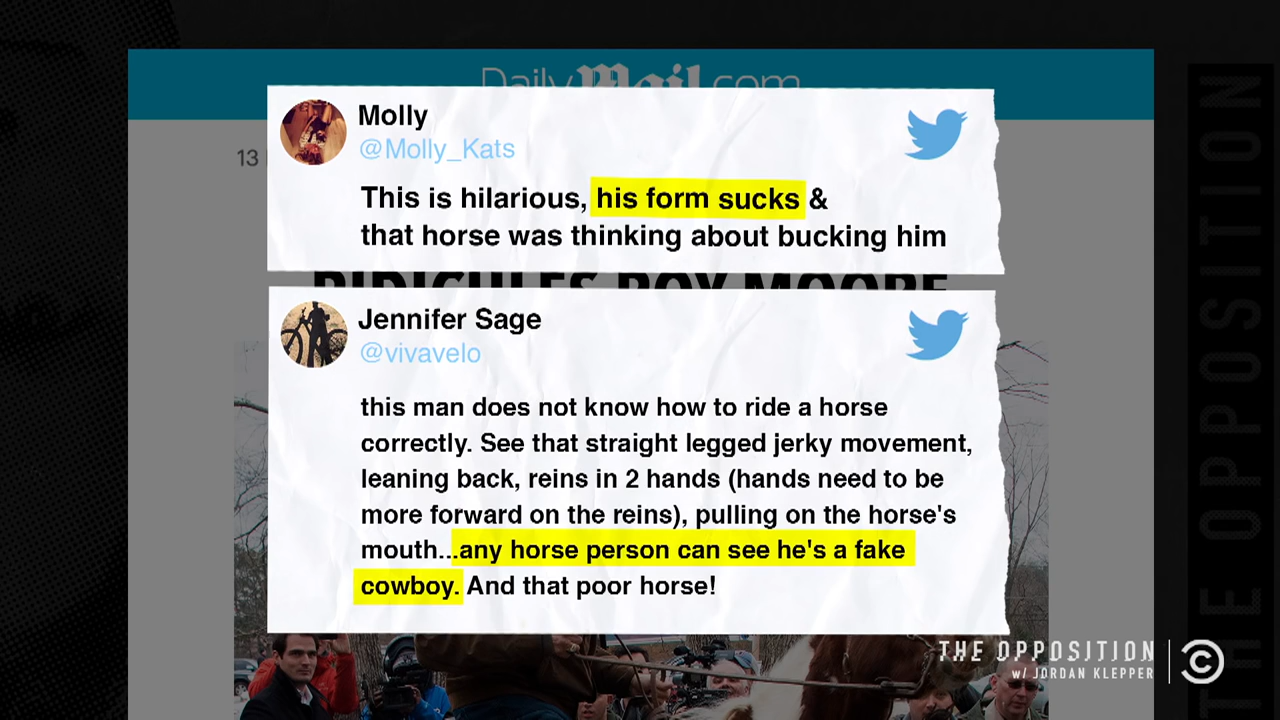 DailyMail.com
13
Molly
@Molly_Kats
This is hilarious, his form sucks &
that horse was thinking about bucking him
RIDICULES ROY MOORE
Jennifer Sage
@vivavelo
this man does not know how to ride a horse
correctly. See that straight legged jerky movement,
leaning back, reins in 2 hands (hands need to be
more forward on the reins), pulling on the horse's
mouth...any horse person can see he's a fake
cowboy. And that poor horse!
THE OPPOSITION
w/ JORDAN KLEPPER
THE OPPOSITION